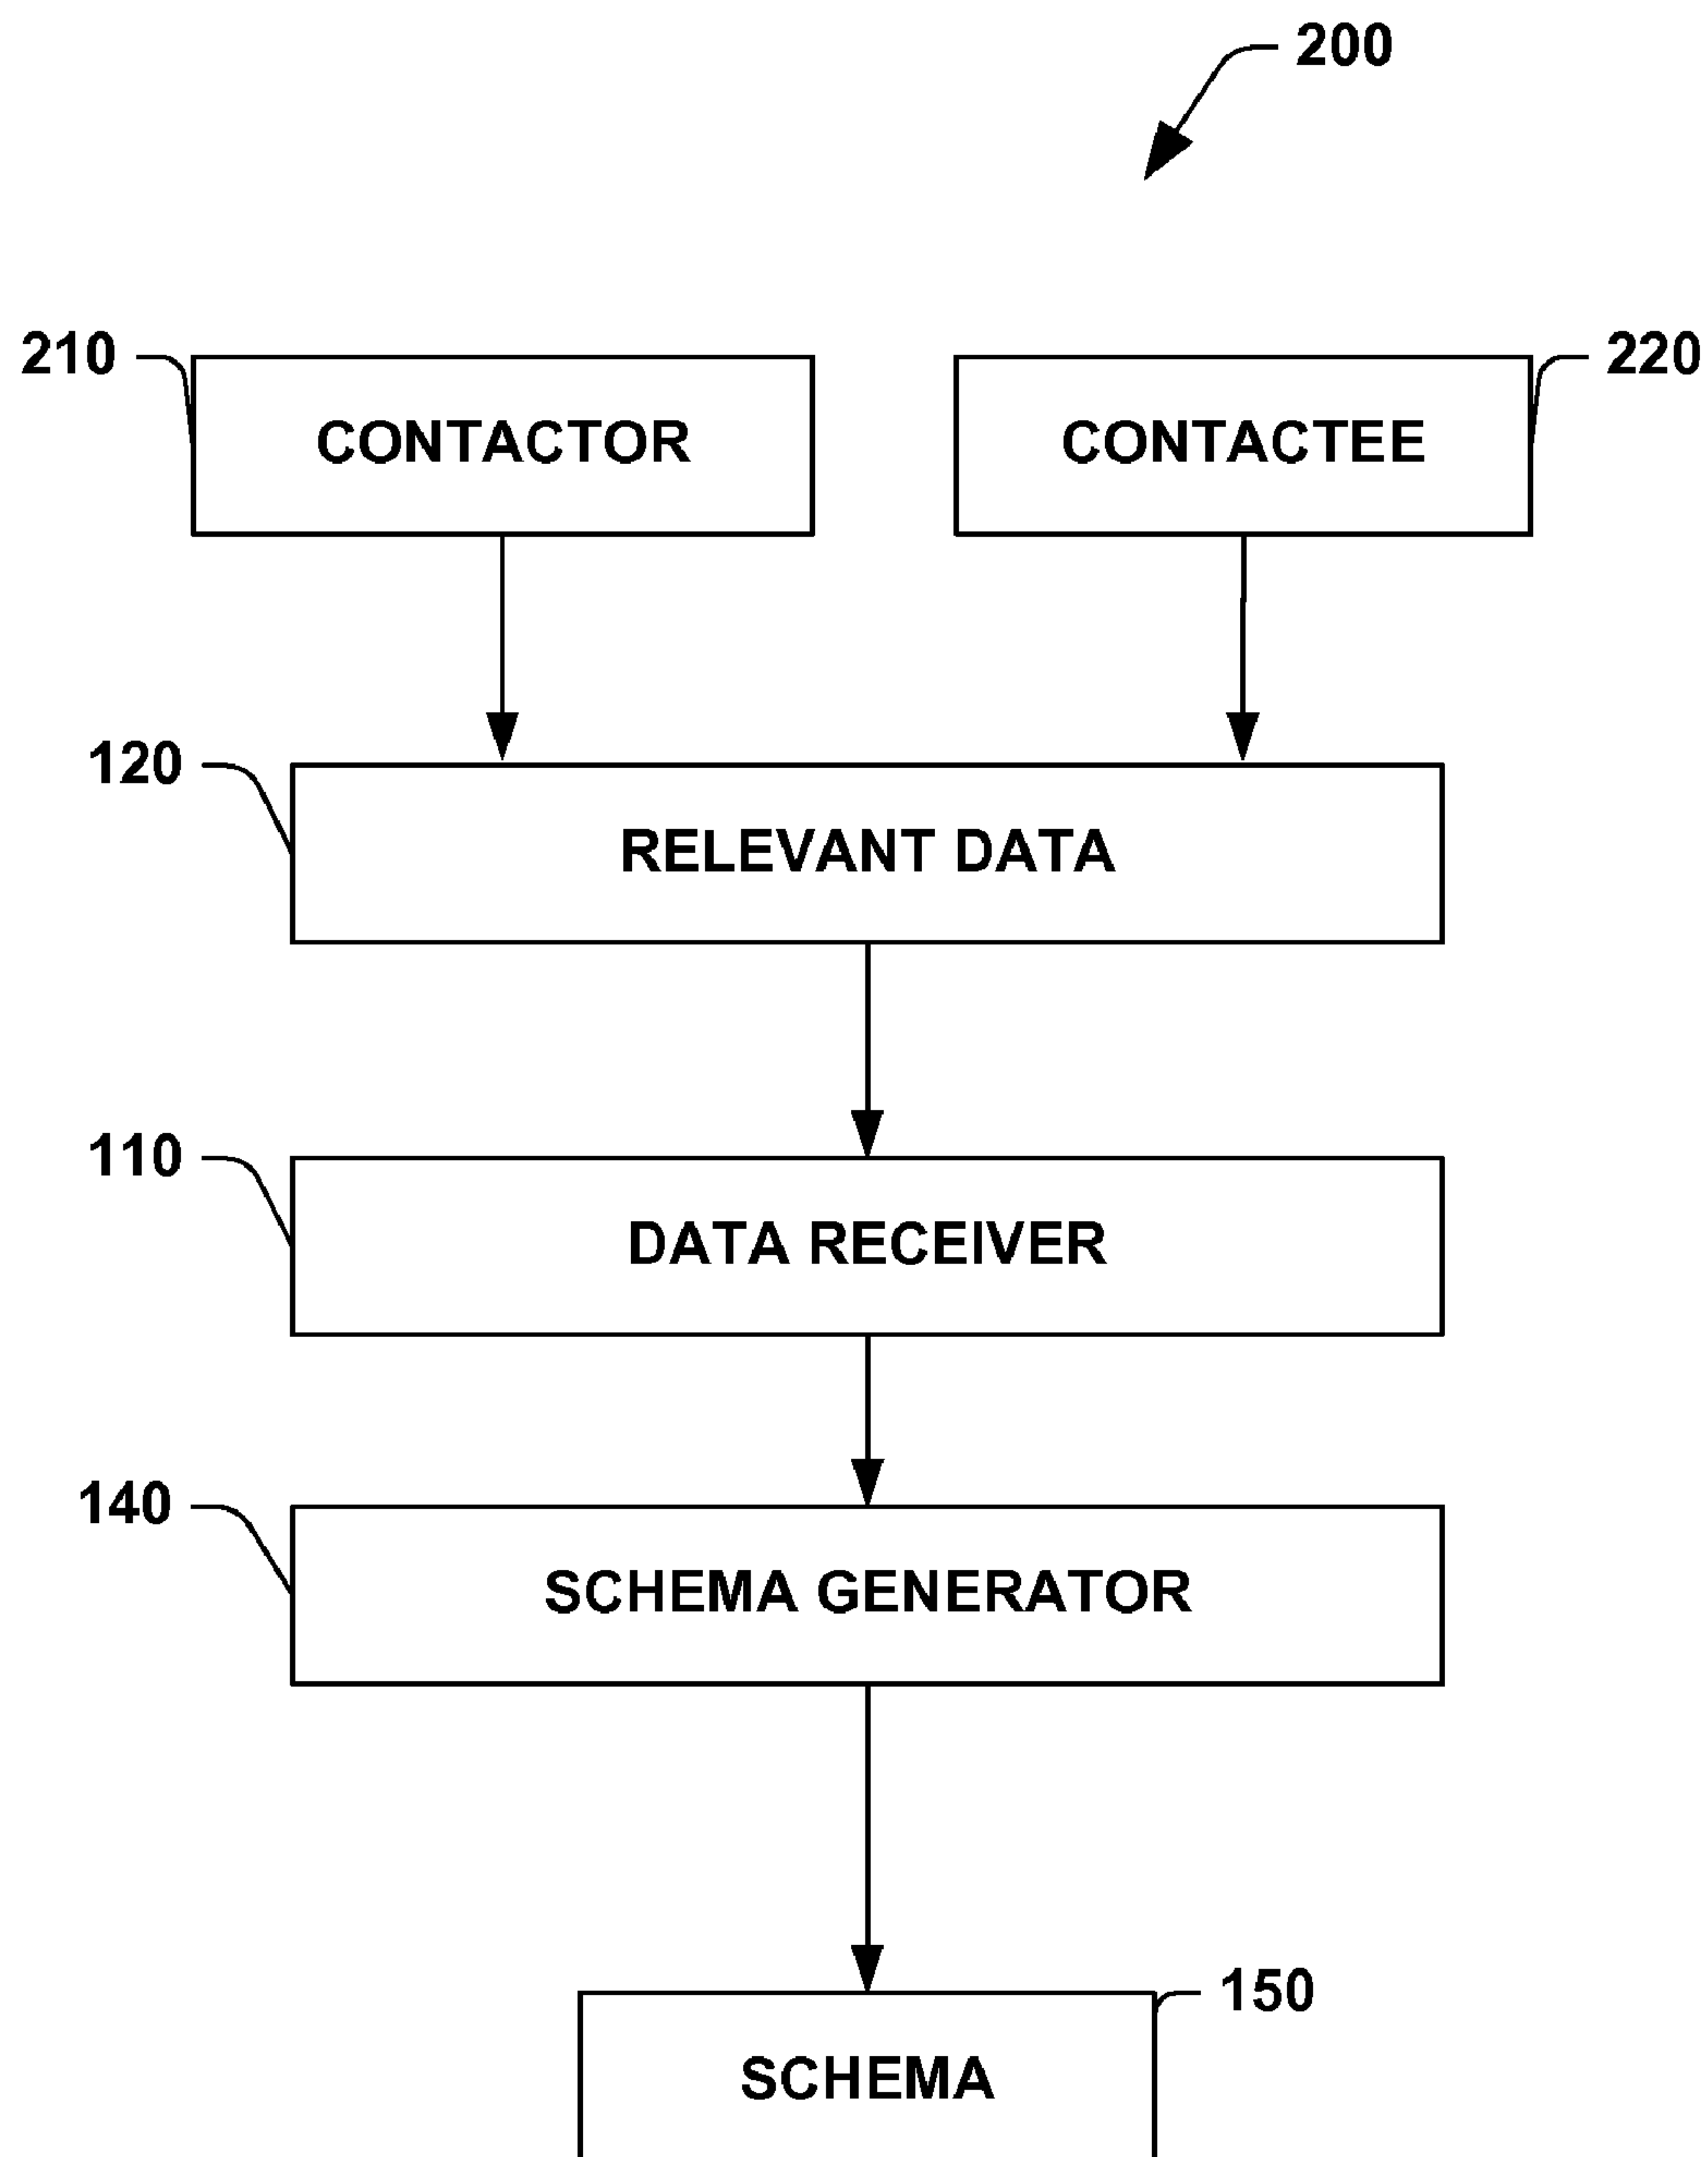 200
210
220
CONTACTOR
CONTACTEE
120
RELEVANT DATA
110
DATA RECEIVER
140
SCHEMA GENERATOR
150
SCHEMA